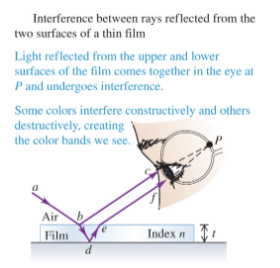 Interference between rays reflected from the
two surfaces of a thin film
Light reflected from the upper and lower
surfaces of the film comes together in the eye at
P and undergoes interference.
Some colors interfere constructively and others
destructively, creating
the color bands we see.
P
c
f
a
Air b
Film e Index n t
d